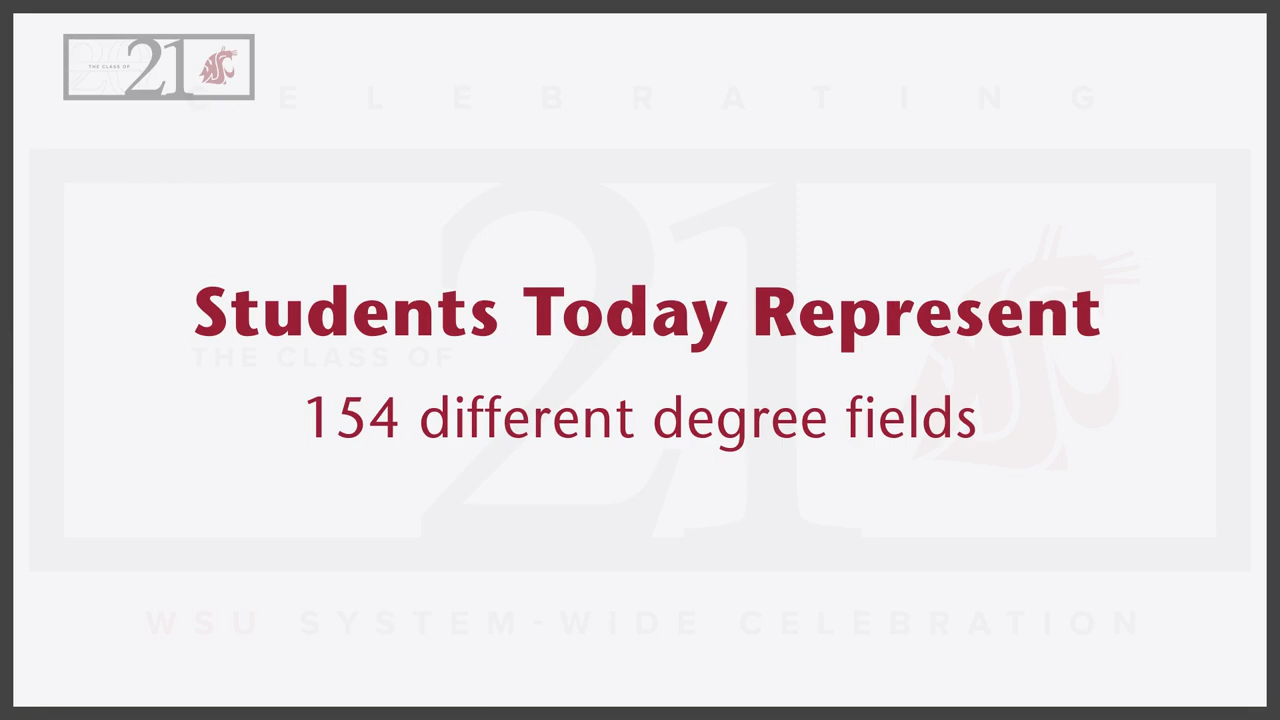 THE CLASS OF 21
CELEBRATING
Students Today Represent
THE CLASS OF
21
154 different degree fields
WSU SYSTEM-WIDE CELEBRATION